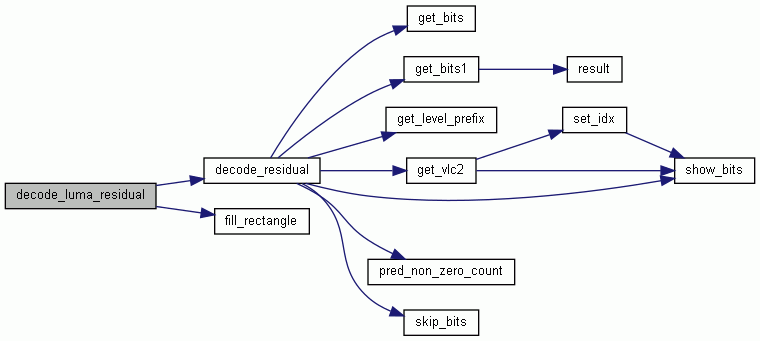 get_bits
get_bits1
result
get_level_prefix
set_idx
decode_residual
get_vlc2
show_bits
decode_luma_residual
fill_rectangle
pred_non_zero_count
skip_bits